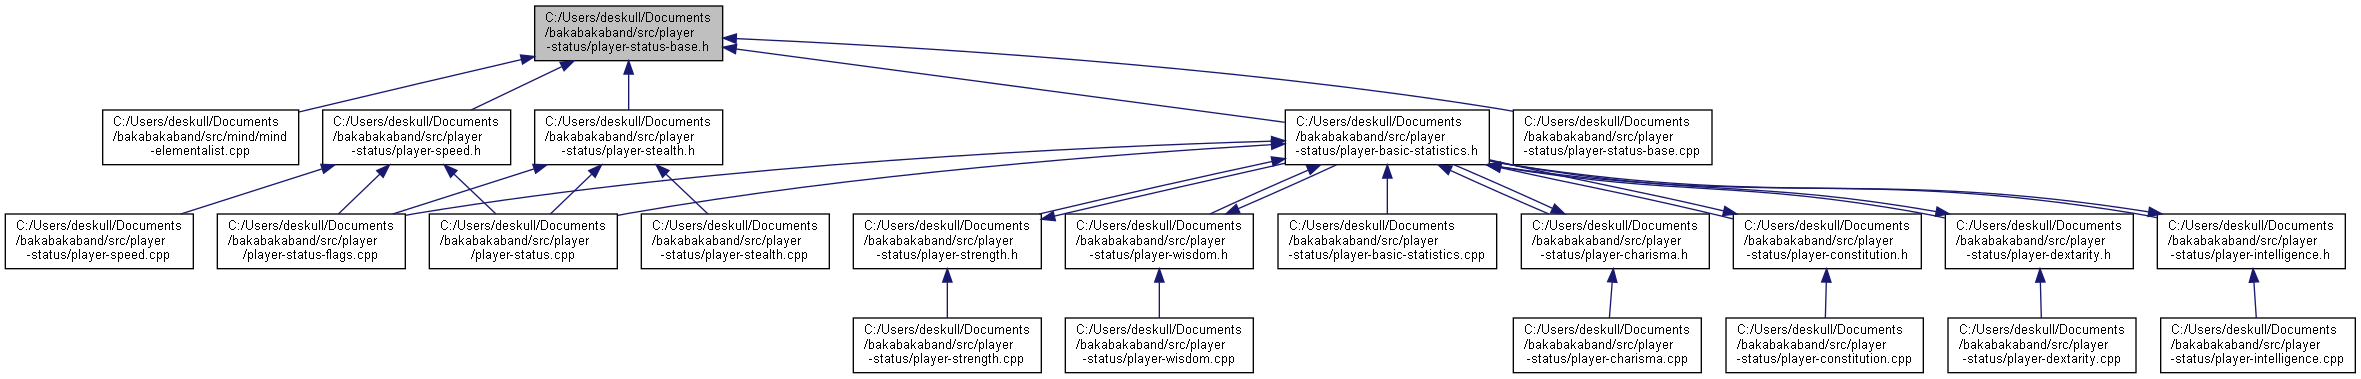 C:/Users/deskull/Documents
/bakabakaband/src/player
-status/player-status-base.h
C:/Users/deskull/Documents
/bakabakaband/src/mind/mind
-elementalist.cpp
C:/Users/deskull/Documents
/bakabakaband/src/player
-status/player-speed.h
C:/Users/deskull/Documents
/bakabakaband/src/player
-status/player-stealth.h
C:/Users/deskull/Documents
/bakabakaband/src/player
-status/player-basic-statistics.h
C:/Users/deskull/Documents
/bakabakaband/src/player
-status/player-status-base.cpp
C:/Users/deskull/Documents
/bakabakaband/src/player
-status/player-speed.cpp
C:/Users/deskull/Documents
/bakabakaband/src/player
/player-status-flags.cpp
C:/Users/deskull/Documents
/bakabakaband/src/player
/player-status.cpp
C:/Users/deskull/Documents
/bakabakaband/src/player
-status/player-stealth.cpp
C:/Users/deskull/Documents
/bakabakaband/src/player
-status/player-strength.h
C:/Users/deskull/Documents
/bakabakaband/src/player
-status/player-wisdom.h
C:/Users/deskull/Documents
/bakabakaband/src/player
-status/player-basic-statistics.cpp
C:/Users/deskull/Documents
/bakabakaband/src/player
-status/player-charisma.h
C:/Users/deskull/Documents
/bakabakaband/src/player
-status/player-constitution.h
C:/Users/deskull/Documents
/bakabakaband/src/player
-status/player-dextarity.h
C:/Users/deskull/Documents
/bakabakaband/src/player
-status/player-intelligence.h
C:/Users/deskull/Documents
/bakabakaband/src/player
-status/player-strength.cpp
C:/Users/deskull/Documents
/bakabakaband/src/player
-status/player-wisdom.cpp
C:/Users/deskull/Documents
/bakabakaband/src/player
-status/player-charisma.cpp
C:/Users/deskull/Documents
/bakabakaband/src/player
-status/player-constitution.cpp
C:/Users/deskull/Documents
/bakabakaband/src/player
-status/player-dextarity.cpp
C:/Users/deskull/Documents
/bakabakaband/src/player
-status/player-intelligence.cpp